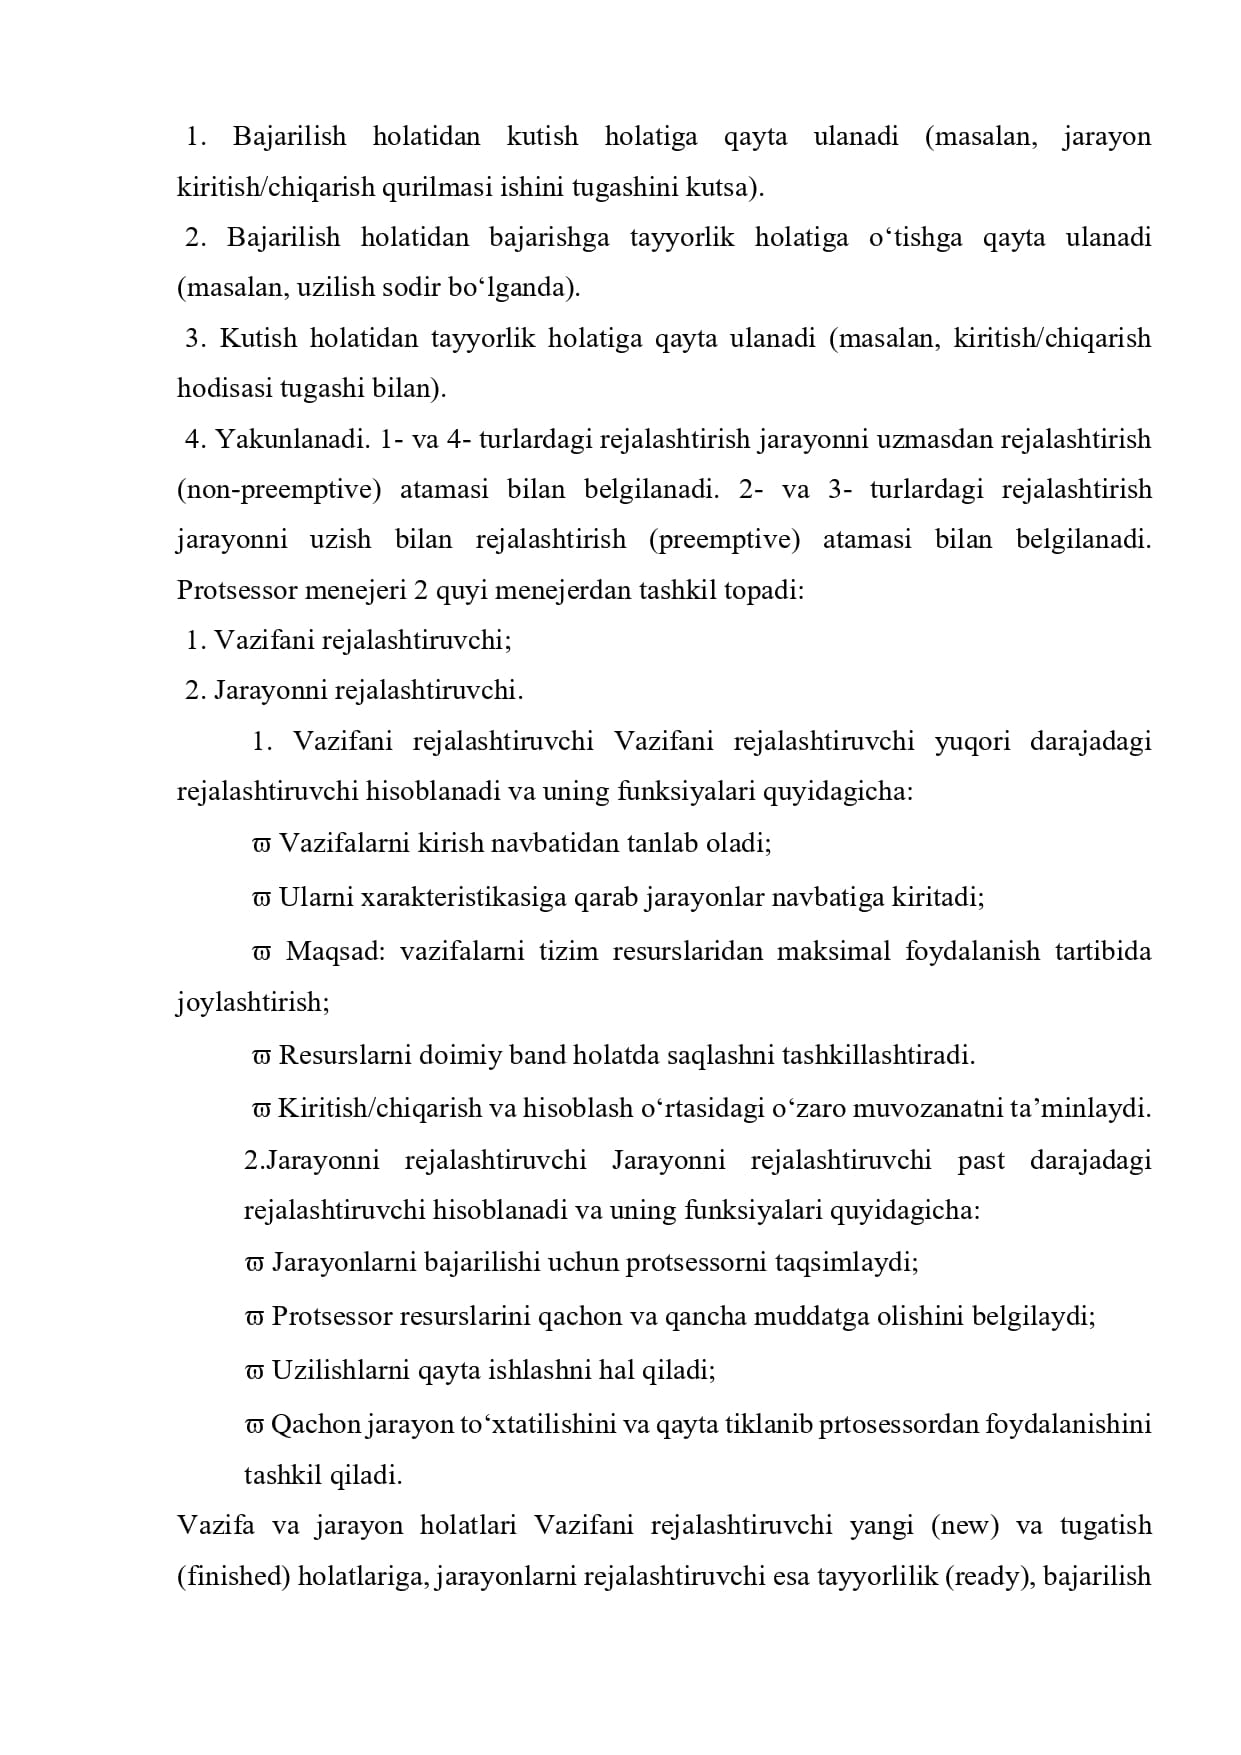 1. Bajarilish holatidan kutish holatiga qayta ulanadi (masalan, jarayon
kiritish/chiqarish qurilmasi ishini tugashini kutsa).
2. Bajarilish holatidan bajarishga tayyorlik holatiga o‘tishga qayta ulanadi
(masalan, uzilish sodir bo‘lganda).
3. Kutish holatidan tayyorlik holatiga qayta ulanadi (masalan, kiritish/chiqarish
hodisasi tugashi bilan).
4. Yakunlanadi. 1- va 4- turlardagi rejalashtirish jarayonni uzmasdan rejalashtirish
(non-preemptive) atamasi bilan belgilanadi. 2- va 3- turlardagi rejalashtirish
jarayonni uzish bilan rejalashtirish (preemptive) atamasi bilan belgilanadi.
Protsessor menejeri 2 quyi menejerdan tashkil topadi:
1. Vazifani rejalashtiruvchi;
2. Jarayonni rejalashtiruvchi.
1. Vazifani rejalashtiruvchi Vazifani rejalashtiruvchi yuqori darajadagi
rejalashtiruvchi hisoblanadi va uning funksiyalari quyidagicha:
ϖ Vazifalarni kirish navbatidan tanlab oladi;
ϖ Ularni xarakteristikasiga qarab jarayonlar navbatiga kiritadi;
ϖ Maqsad: vazifalarni tizim resurslaridan maksimal foydalanish tartibida
joylashtirish;
ϖ Resurslarni doimiy band holatda saqlashni tashkillashtiradi.
ϖ Kiritish/chiqarish va hisoblash o‘rtasidagi o‘zaro muvozanatni ta’minlaydi.
2.Jarayonni rejalashtiruvchi Jarayonni rejalashtiruvchi past darajadagi
rejalashtiruvchi hisoblanadi va uning funksiyalari quyidagicha:
ϖ Jarayonlarni bajarilishi uchun protsessorni taqsimlaydi;
ϖ Protsessor resurslarini qachon va qancha muddatga olishini belgilaydi;
ϖ Uzilishlarni qayta ishlashni hal qiladi;
ϖ Qachon jarayon to‘xtatilishini va qayta tiklanib prtosessordan foydalanishini
tashkil qiladi.
Vazifa va jarayon holatlari Vazifani rejalashtiruvchi yangi (new) va tugatish
(finished) holatlariga, jarayonlarni rejalashtiruvchi esa tayyorlilik (ready), bajarilish